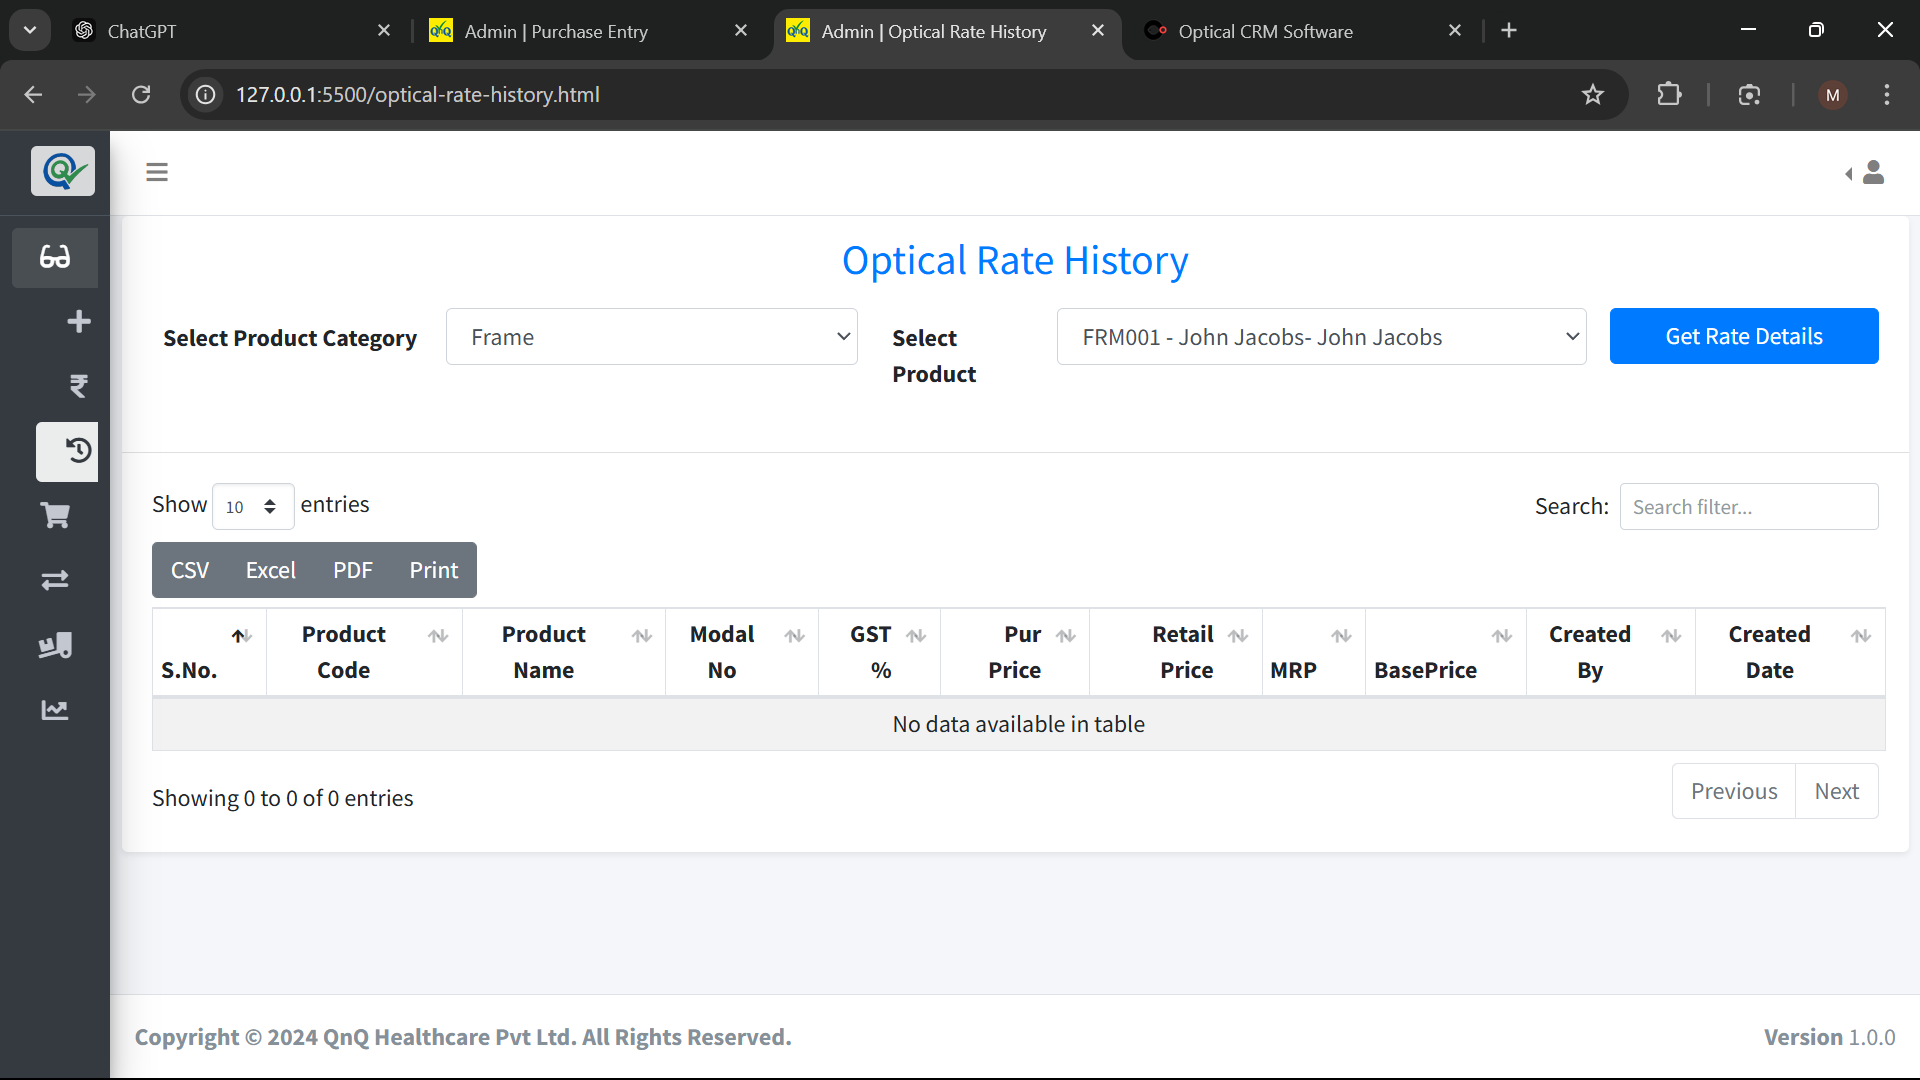 ChatGPT
Admin | Purchase Entry
Admin | Optical Rate History
Optical CRM Software
127.0.0.1:5500/optical-rate-history.html
M
Optical Rate History
Select Product Category
Frame
Select
Product
FRM001 - John Jacobs- John Jacobs
Get Rate Details
Show 10 entries
Search: Search filter...
CSV Excel PDF Print
S.No.
Product
Code
Product
Name
Modal
No
GST
%
Pur
Price
Retail
Price
MRP
BasePrice
Created
By
Created
Date
No data available in table
Showing 0 to 0 of 0 entries
Previous Next
Copyright © 2024 QnQ Healthcare Pvt Ltd. All Rights Reserved.
Version 1.0.0